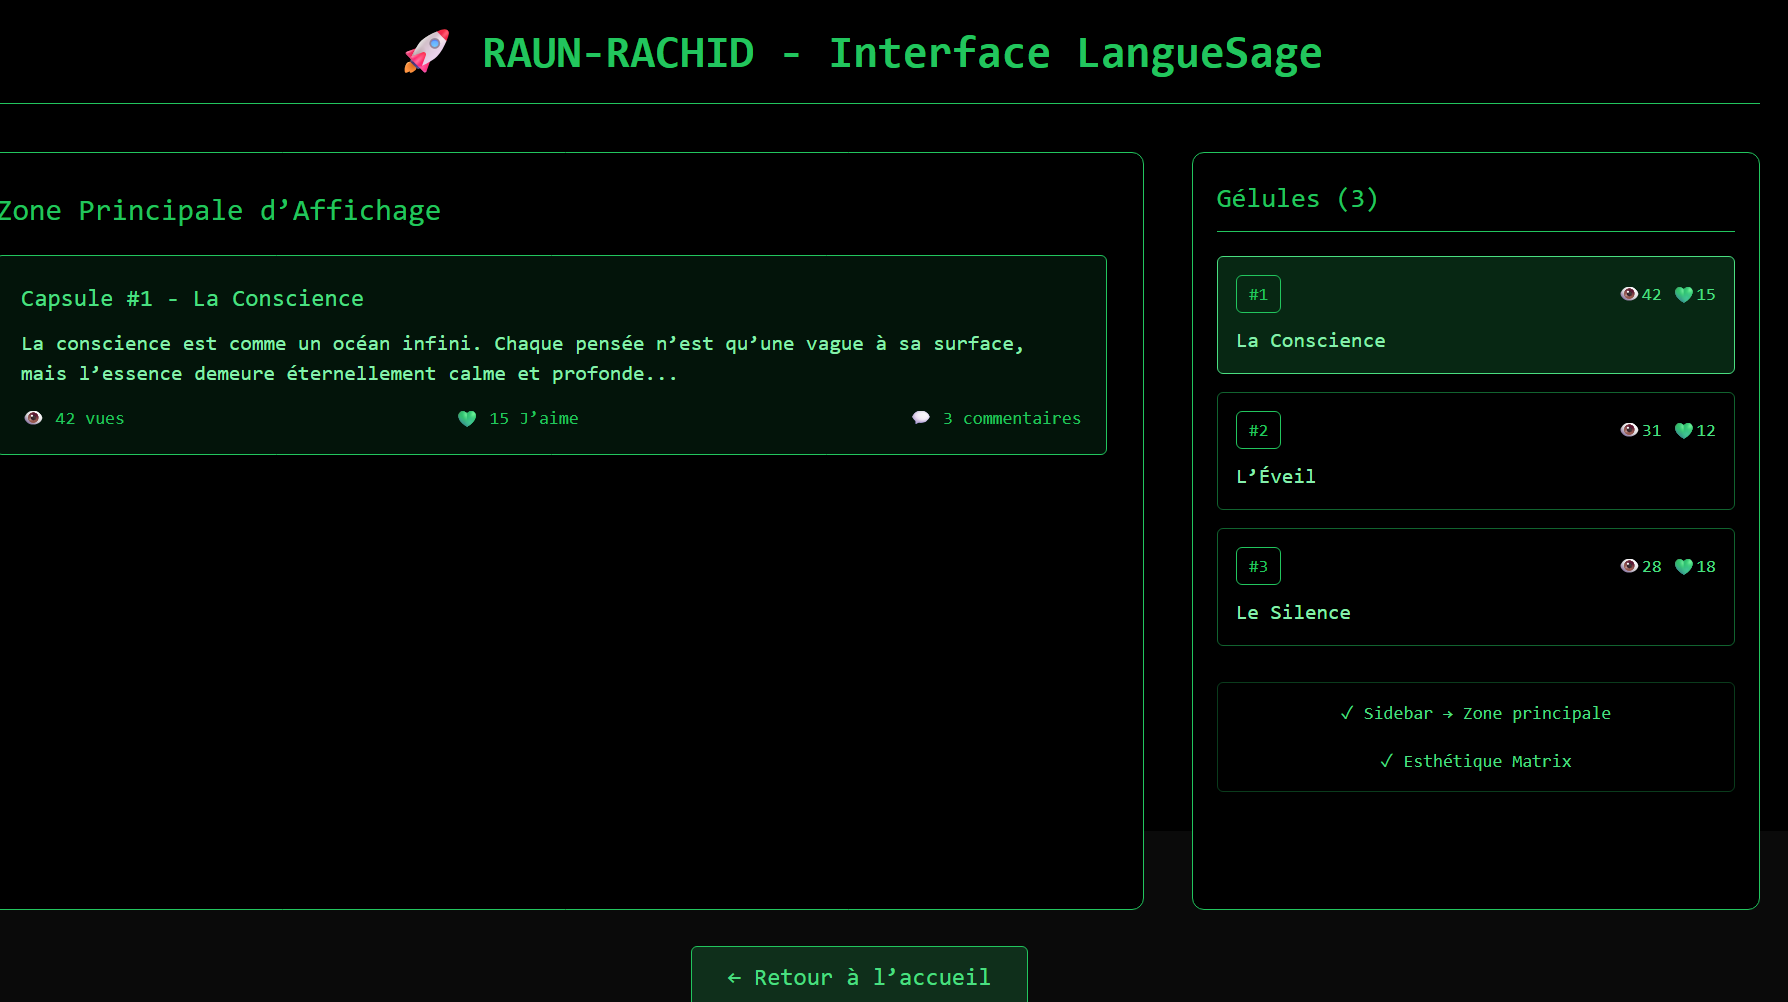 RAUN-RACHID - Interface LangueSage
Zone Principale d’Affichage
Capsule #1 - La Conscience
La conscience est comme un océan infini. Chaque pensée n’est qu’une vague à sa surface,
mais l’essence demeure éternellement calme et profonde...
42 vues
15 J’aime
3 commentaires
Gélules (3)
#1
42
15
La Conscience
#2
31
12
L’Éveil
#3
28
18
Le Silence
✓ Sidebar → Zone principale
✓ Esthétique Matrix
← Retour à l’accueil